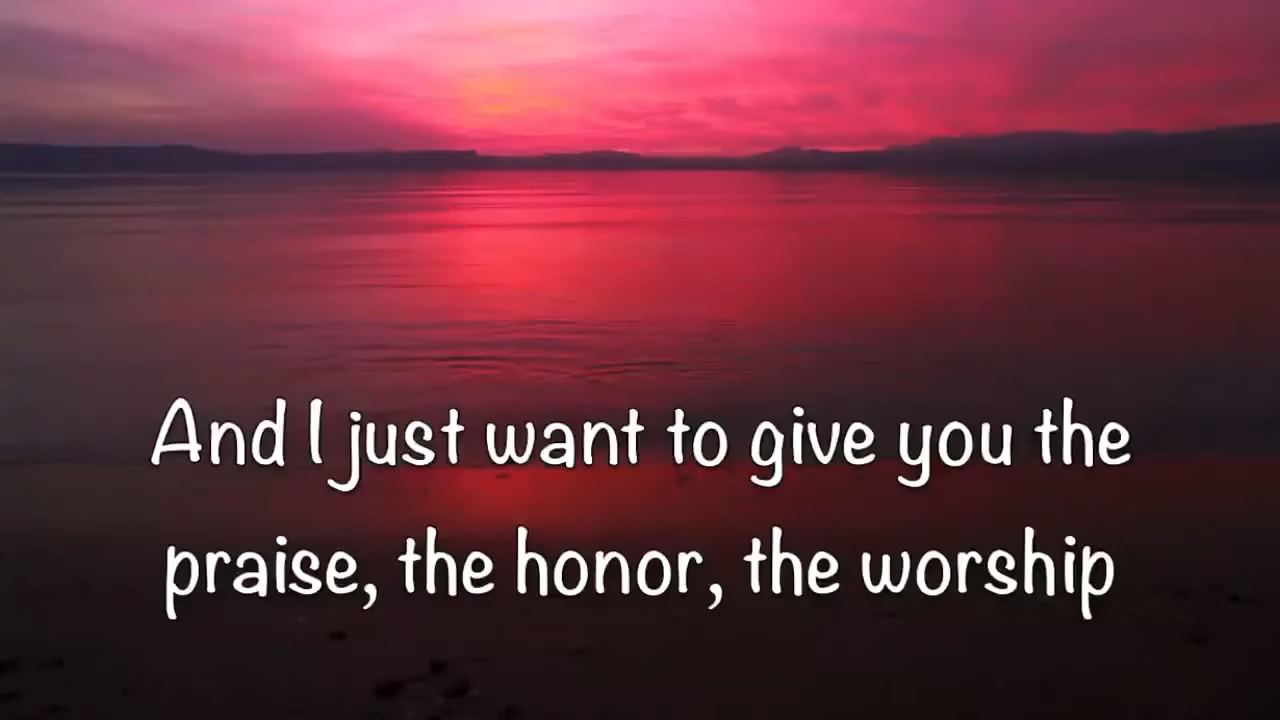 And I just want to give you the
praise, the honor, the worship